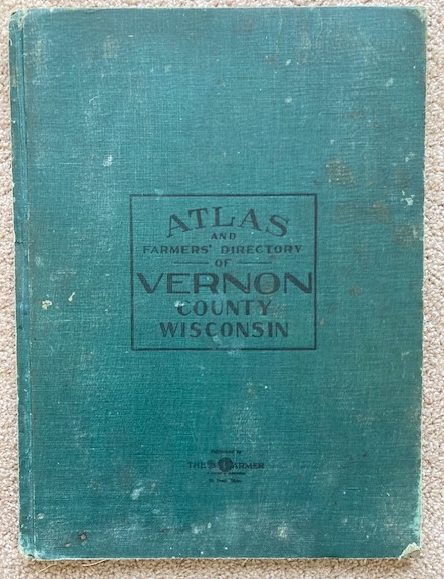 ATLAS
AND
FARMERS' DIRECTORY
OF
VERNON
COUNTY
WISCONSIN
Published by
THE FARMER
St. Paul, Minn.